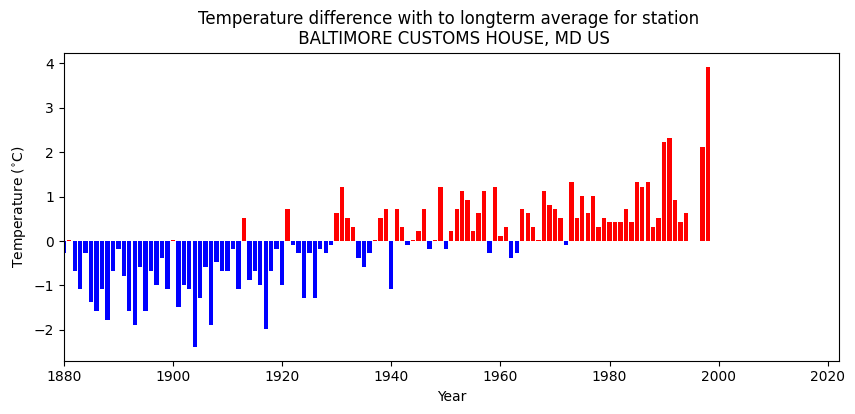 Temperature difference with to longterm average for station
BALTIMORE CUSTOMS HOUSE, MD US
4
3
2
1
0
−1
−2
Temperature (°C)
1880 1900 1920 1940 1960 1980 2000 2020
Year